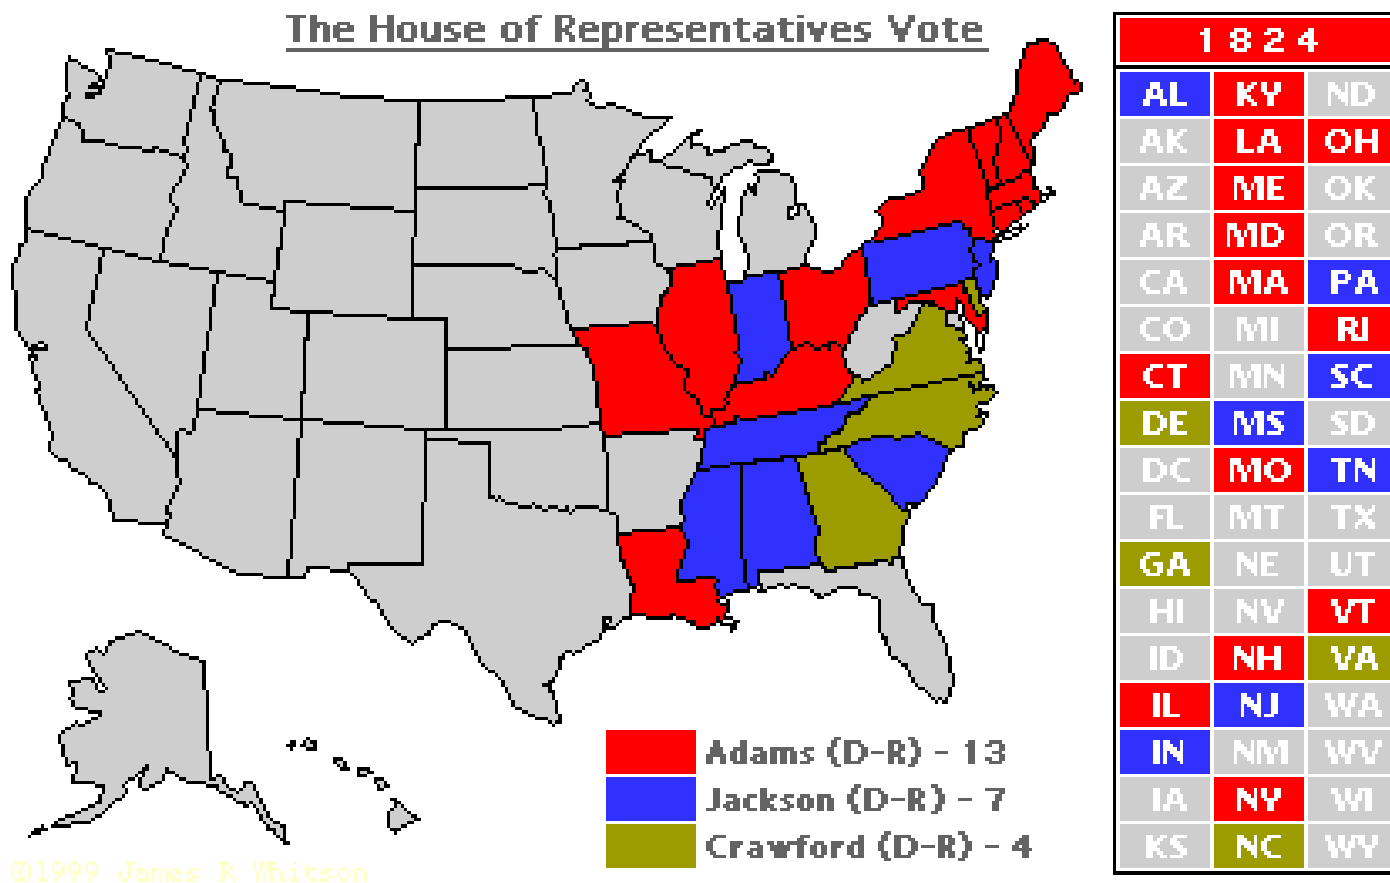 The House of Representatives Vote
1824
AL KY ND
AK LA OH
AZ ME OK
AR MD OR
CA MA PA
CO MI RI
CT MN SC
DE MS SD
DC MO TN
FL MT TX
GA NE UT
HI NV VT
ID NH VA
IL NJ WA
IN NM WV
IA NY WI
KS NC WY
Adams (D-R) - 13
Jackson (D-R) - 7
Crawford (D-R) - 4
©1999 James R Whitson